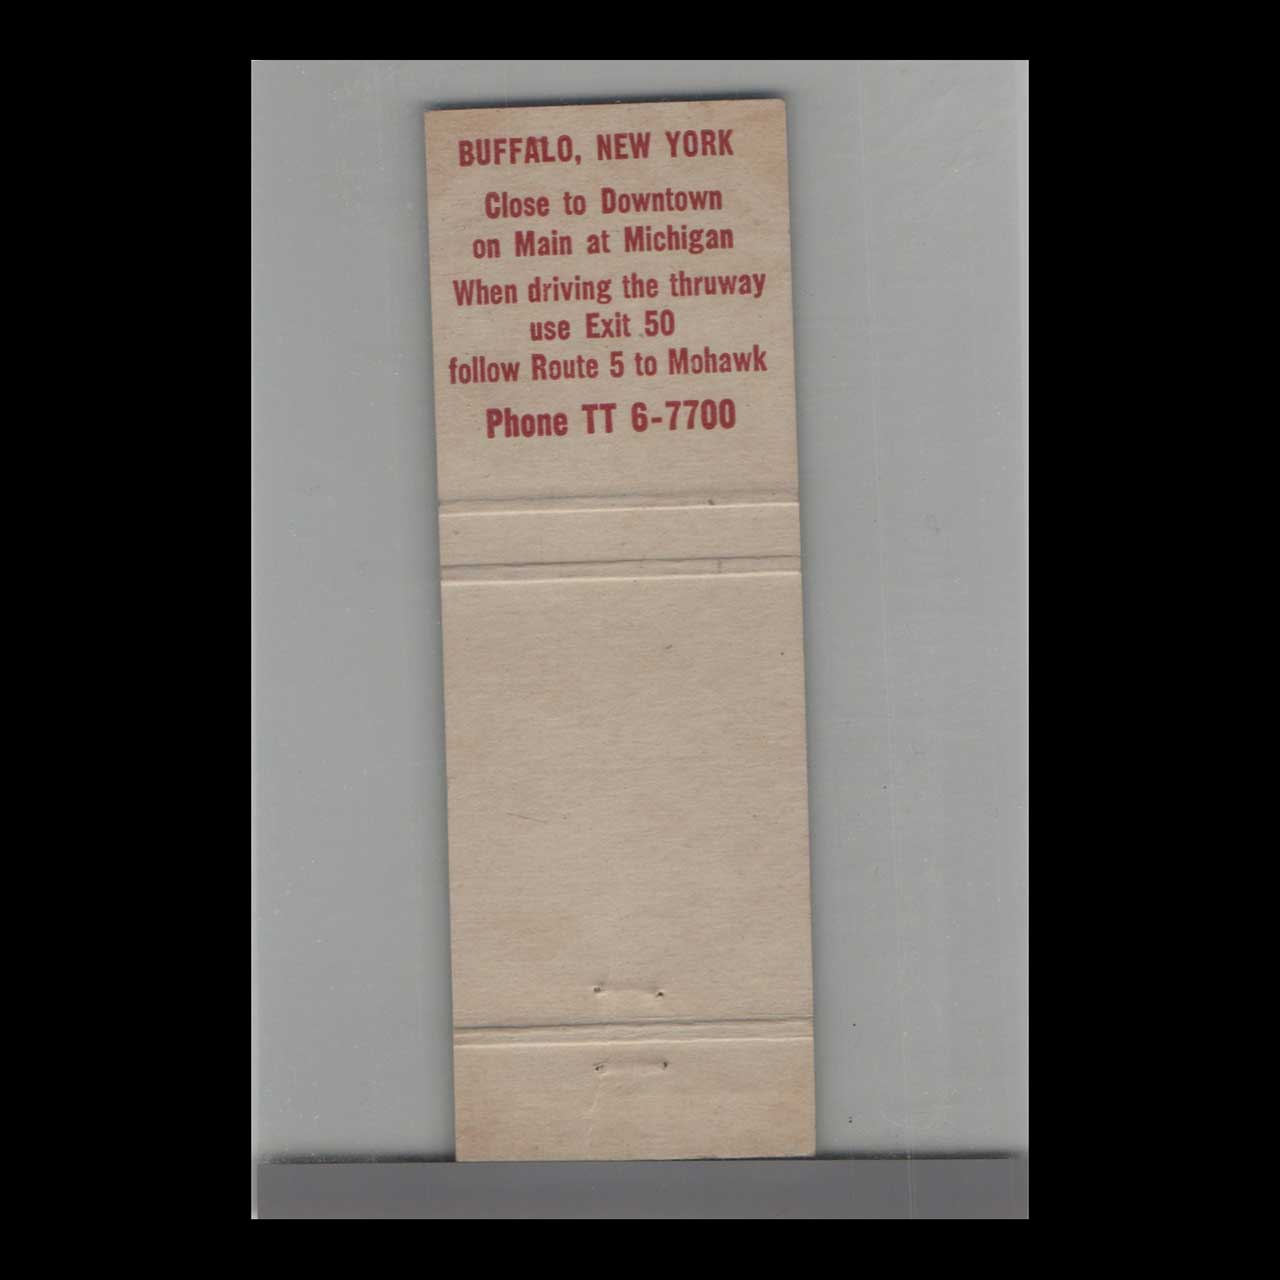 BUFFALO, NEW YORK
Close to Downtown
on Main at Michigan
When driving the thruway
use Exit 50
follow Route 5 to Mohawk
Phone TT 6-7700